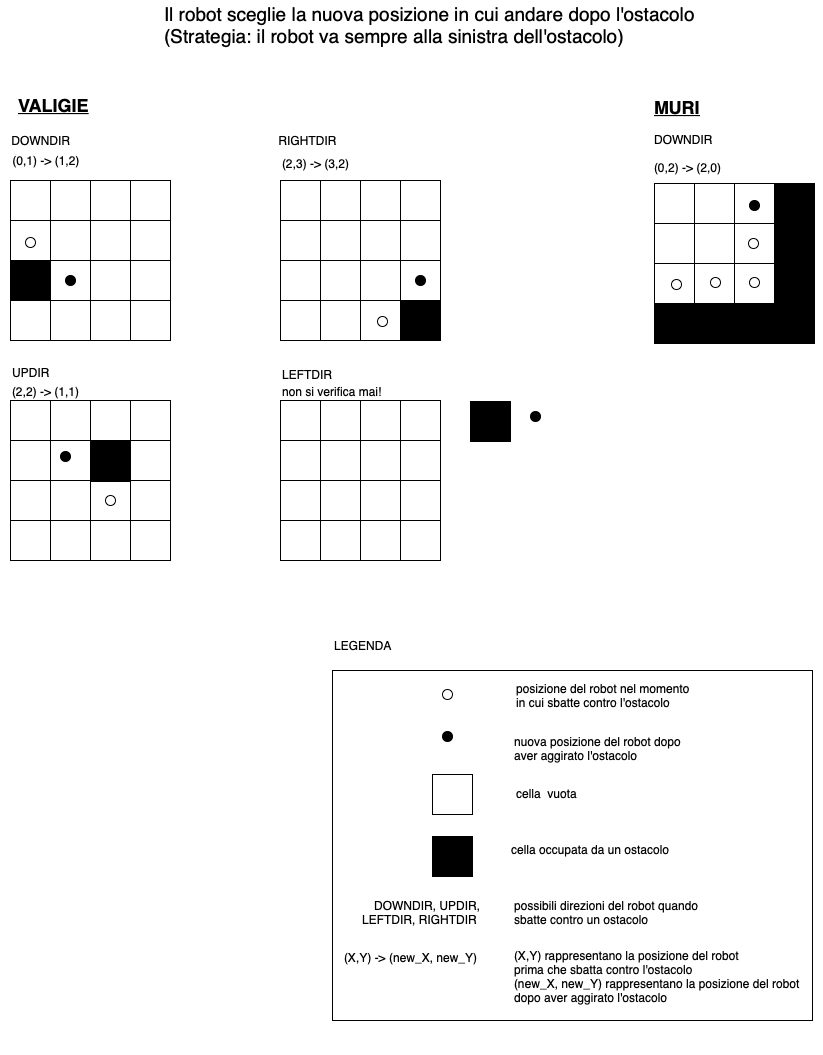 Il robot sceglie la nuova posizione in cui andare dopo l'ostacolo
(Strategia: il robot va sempre alla sinistra dell'ostacolo)
VALIGIE
MURI
DOWNDIR
(0,1) -> (1,2)
RIGHTDIR
(2,3) -> (3,2)
DOWNDIR
(0,2) -> (2,0)
UPDIR
(2,2) -> (1,1)
LEFTDIR
non si verifica mai!
LEGENDA
posizione del robot nel momento
in cui sbatte contro l'ostacolo
nuova posizione del robot dopo
aver aggirato l'ostacolo
cella  vuota
cella occupata da un ostacolo
DOWNDIR, UPDIR,
LEFTDIR, RIGHTDIR
possibili direzioni del robot quando
sbatte contro un ostacolo
(X,Y) -> (new_X, new_Y)
(X,Y) rappresentano la posizione del robot
prima che sbatta contro l'ostacolo
(new_X, new_Y) rappresentano la posizione del robot
dopo aver aggirato l'ostacolo